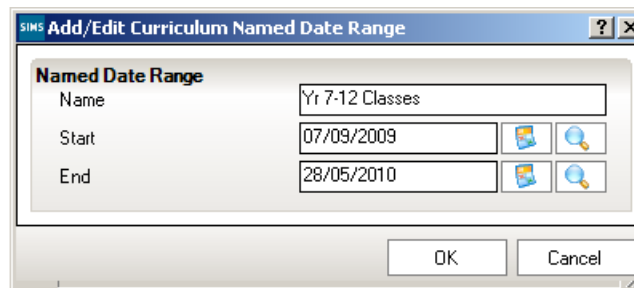 SIMS Add/Edit Curriculum Named Date Range ? X
Named Date Range
Name Yr 7-12 Classes
Start 07/09/2009
End 28/05/2010
OK Cancel